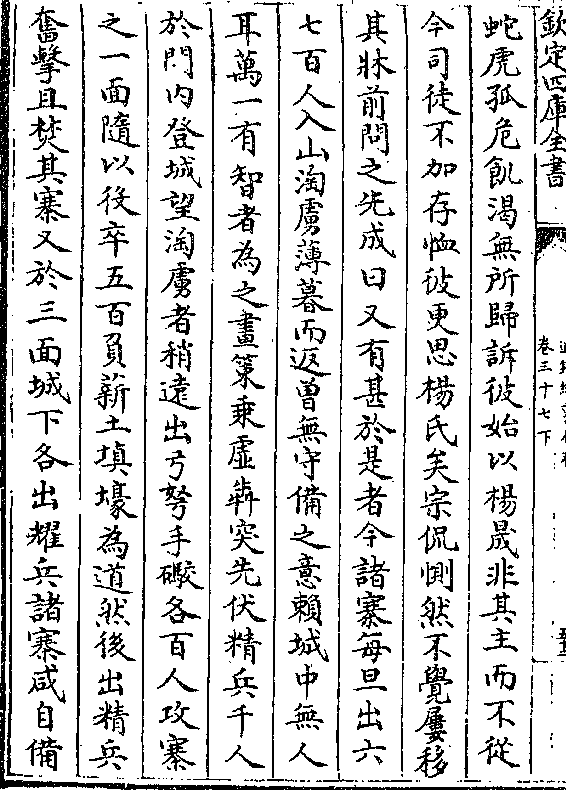 欽定四庫全書
卷三十七下
蛇虎孤危飢渴無所歸訴彼始以楊晟非其主而不從
今司徒不加存恤彼更思楊氏矣宗侃惻然不覺屢移
其牀前問之先成曰又有甚於是者今諸寨每旦出六
七百人入山淘虜薄暮而返曾無守備之意賴城中無人
耳萬一有智者為之畫策乗虛犇突先伏精兵千人
於門内登城望淘虜者稍遠出弓弩手礮各百人攻寨
之一面隨以後卒五百負薪土填壕為道然後出精兵
奮擊且焚其寨又於三面城下各出耀兵諸寨咸自備